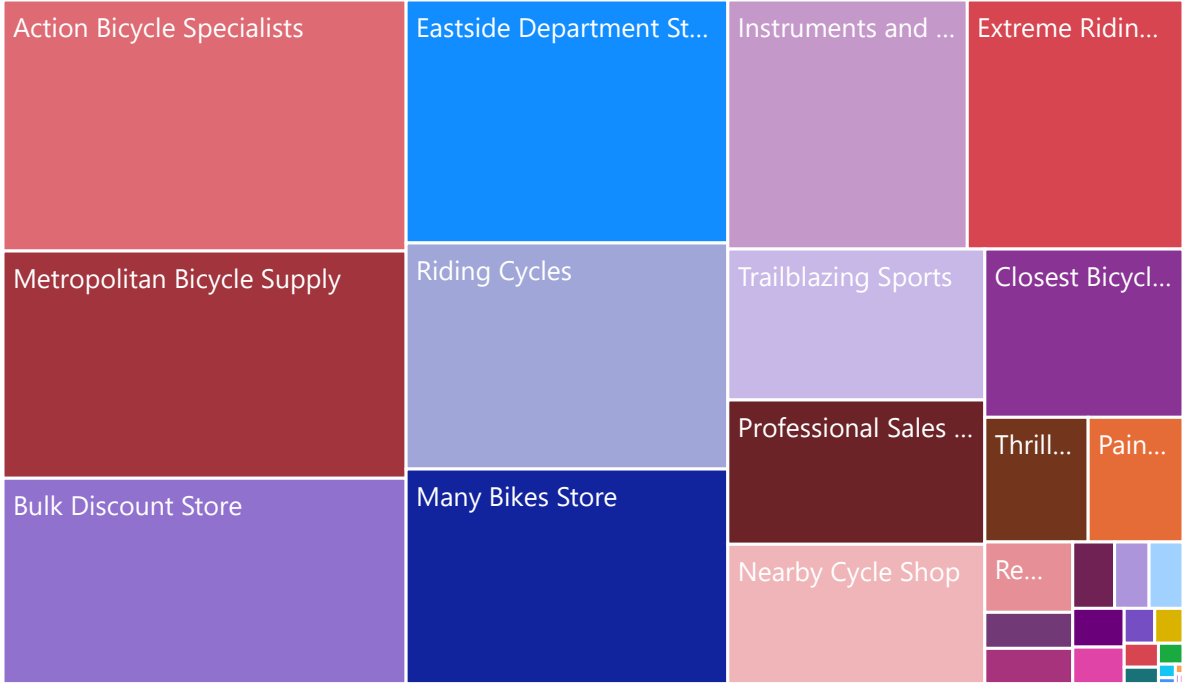 Action Bicycle Specialists
Metropolitan Bicycle Supply
Bulk Discount Store
Eastside Department St...
Riding Cycles
Many Bikes Store
Instruments and ...
Extreme Ridin...
Trailblazing Sports
Professional Sales ...
Nearby Cycle Shop
Closest Bicycl...
Thrill...
Pain...
Re...